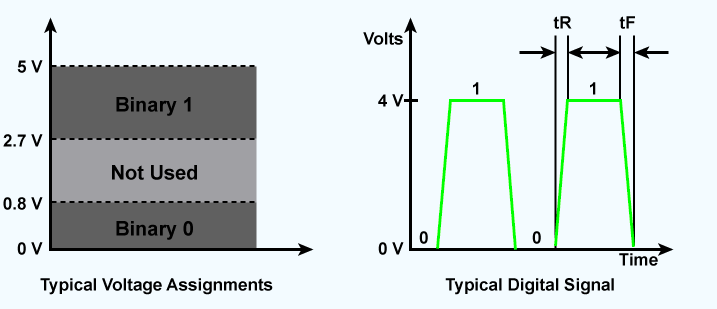 5 V
Binary 1
2.7 V
Not Used
0.8 V
Binary 0
0 V
Typical Voltage Assignments
tR tF
Volts
1 1
4 V
0 0
0 V
Time
Typical Digital Signal